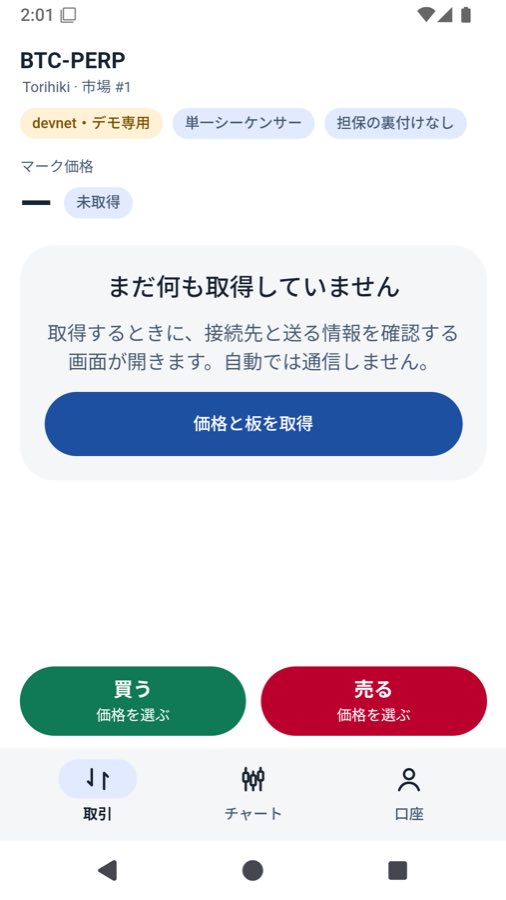 2:01
BTC-PERP
Torihiki · 市場 #1
devnet・デモ専用 単一シーケンサー 担保の裏付けなし
マーク価格
— 未取得
まだ何も取得していません
取得するときに、接続先と送る情報を確認する
画面が開きます。自動では通信しません。
価格と板を取得
買う 売る
価格を選ぶ 価格を選ぶ
取引 チャート 口座